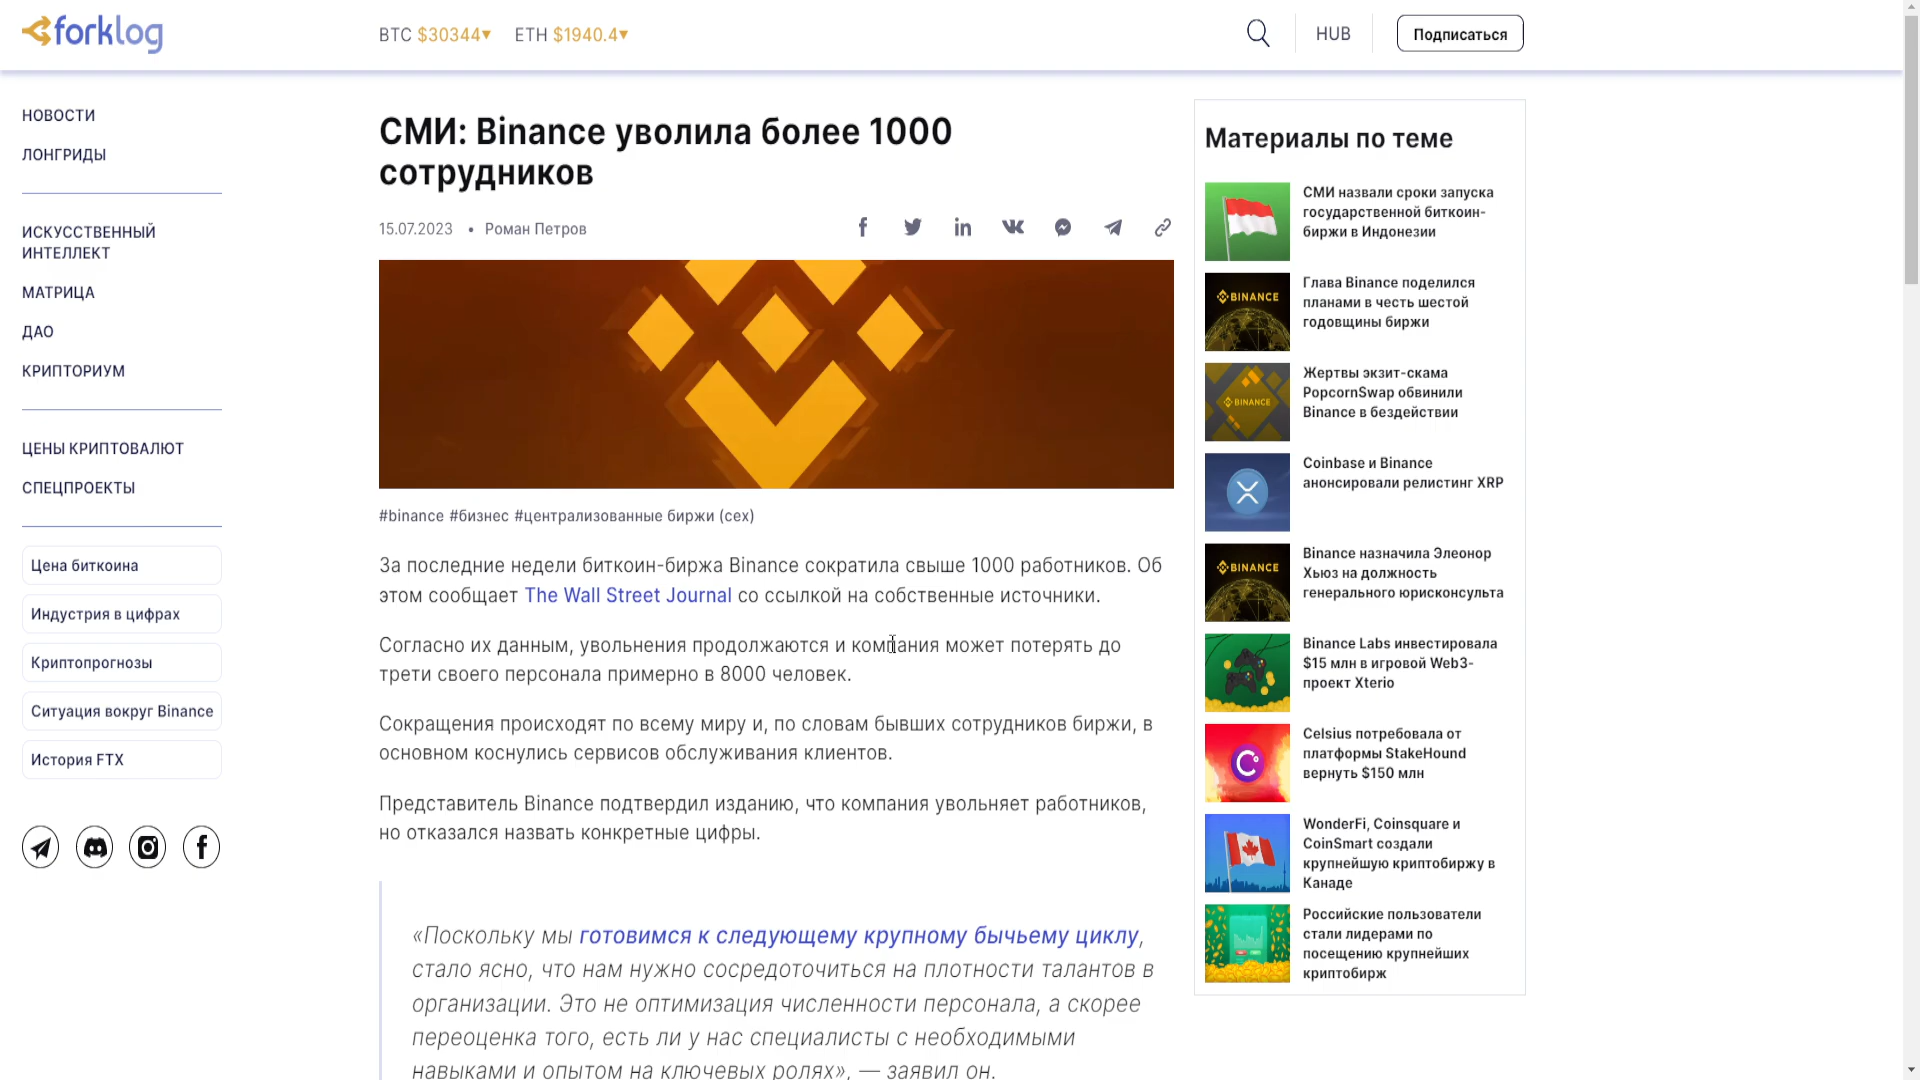 forklog
BTC $30344▾ ETH $1940.4▾
HUB
Подписаться
НОВОСТИ
ЛОНГРИДЫ
ИСКУССТВЕННЫЙ
ИНТЕЛЛЕКТ
МАТРИЦА
ДАО
КРИПТОРИУМ
ЦЕНЫ КРИПТОВАЛЮТ
СПЕЦПРОЕКТЫ
Цена биткоина
Индустрия в цифрах
Криптопрогнозы
Ситуация вокруг Binance
История FTX
СМИ: Binance уволила более 1000
сотрудников
15.07.2023 • Роман Петров
#binance #бизнес #централизованные биржи (cex)
За последние недели биткоин-биржа Binance сократила свыше 1000 работников. Об
этом сообщает The Wall Street Journal со ссылкой на собственные источники.
Согласно их данным, увольнения продолжаются и компания может потерять до
трети своего персонала примерно в 8000 человек.
Сокращения происходят по всему миру и, по словам бывших сотрудников биржи, в
основном коснулись сервисов обслуживания клиентов.
Представитель Binance подтвердил изданию, что компания увольняет работников,
но отказался назвать конкретные цифры.
«Поскольку мы готовимся к следующему крупному бычьему циклу,
стало ясно, что нам нужно сосредоточиться на плотности талантов в
организации. Это не оптимизация численности персонала, а скорее
переоценка того, есть ли у нас специалисты с необходимыми
навыками и опытом на ключевых ролях», — заявил он.
Материалы по теме
СМИ назвали сроки запуска
государственной биткоин-
биржи в Индонезии
BINANCE
Глава Binance поделился
планами в честь шестой
годовщины биржи
BINANCE
Жертвы экзит-скама
PopcornSwap обвинили
Binance в бездействии
Coinbase и Binance
анонсировали релистинг XRP
BINANCE
Binance назначила Элеонор
Хьюз на должность
генерального юрисконсульта
Binance Labs инвестировала
$15 млн в игровой Web3-
проект Xterio
Celsius потребовала от
платформы StakeHound
вернуть $150 млн
WonderFi, Coinsquare и
CoinSmart создали
крупнейшую криптобиржу в
Канаде
Российские пользователи
стали лидерами по
посещению крупнейших
криптобирж